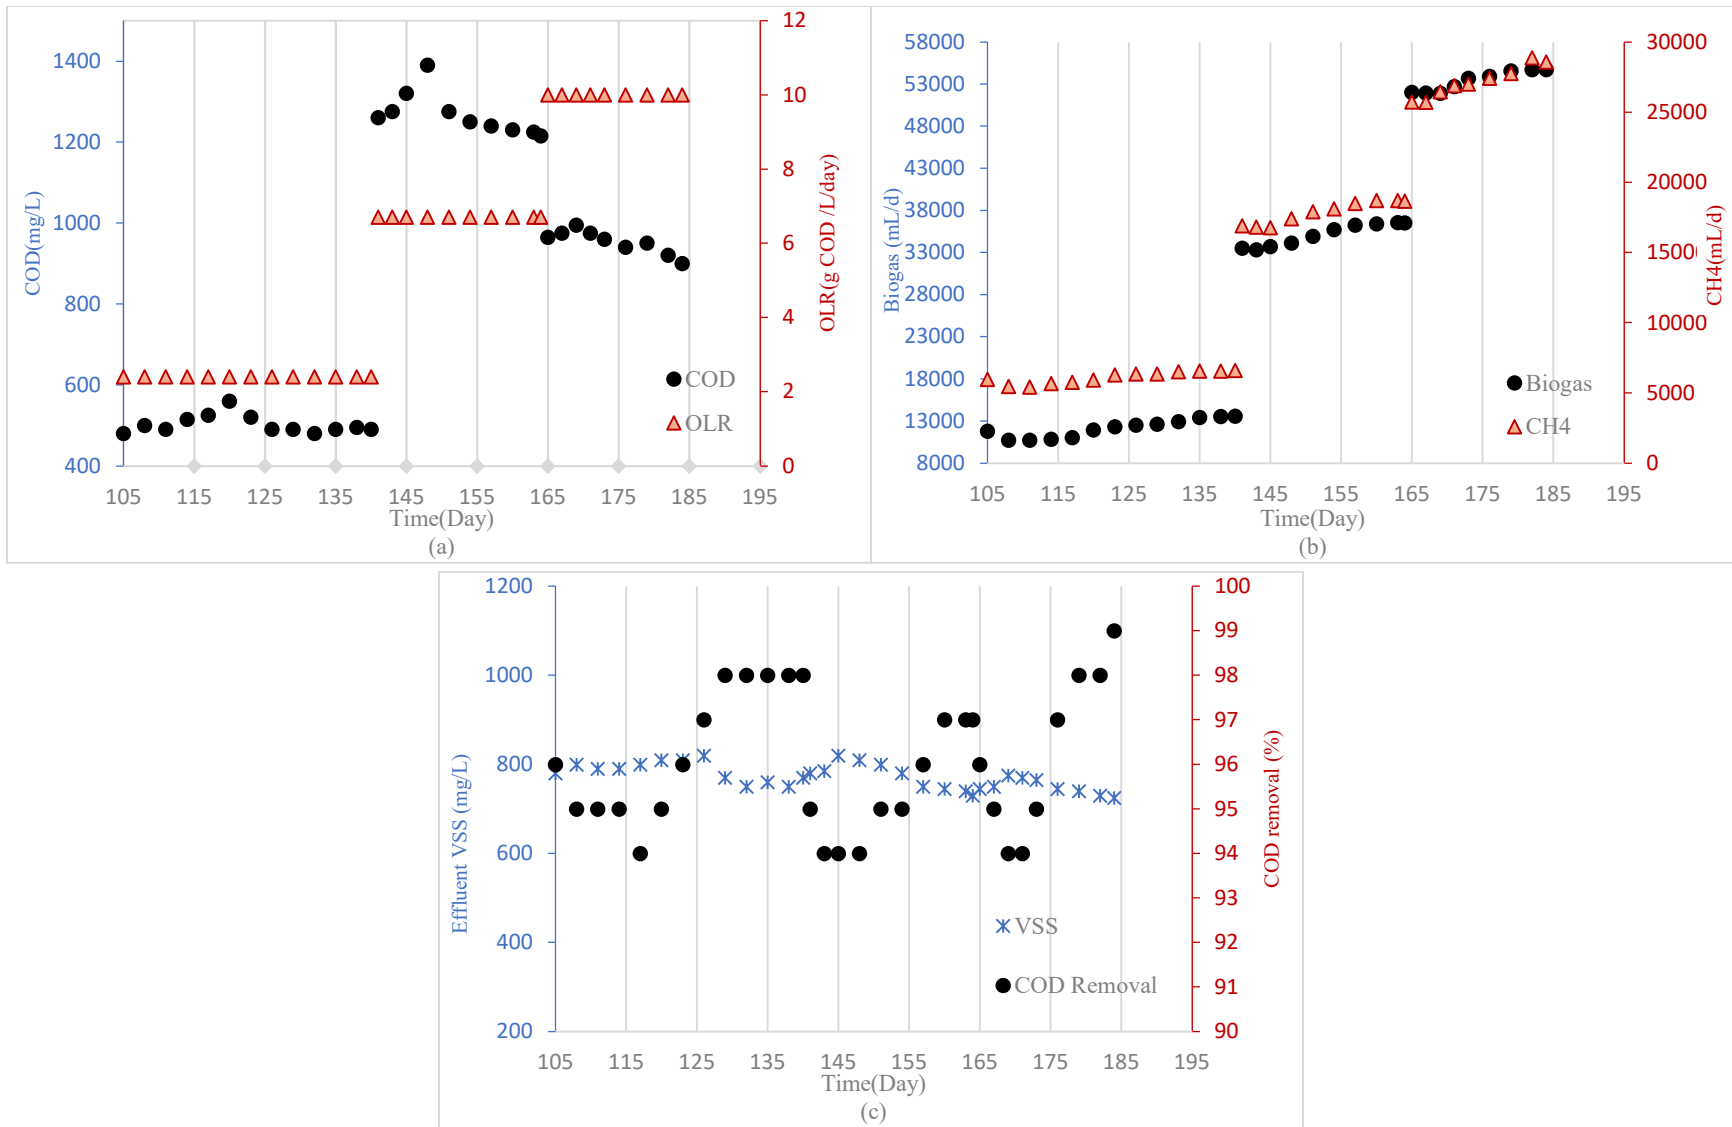 COD(mg/L)
1400
1200
1000
800
600
400
12
10
8
6
4
2
0
OLR(g COD /L/day)
COD
OLR
105 115 125 135 145 155 165 175 185 195
Time(Day)
(a)
Biogas (mL/d)
58000
53000
48000
43000
38000
33000
28000
23000
18000
13000
8000
30000
25000
20000
15000
10000
5000
0
CH4(mL/d)
Biogas
CH4
105 115 125 135 145 155 165 175 185 195
Time(Day)
(b)
Effluent VSS (mg/L)
1200
1000
800
600
400
200
100
99
98
97
96
95
94
93
92
91
90
COD removal (%)
VSS
COD Removal
105 115 125 135 145 155 165 175 185 195
Time(Day)
(c)